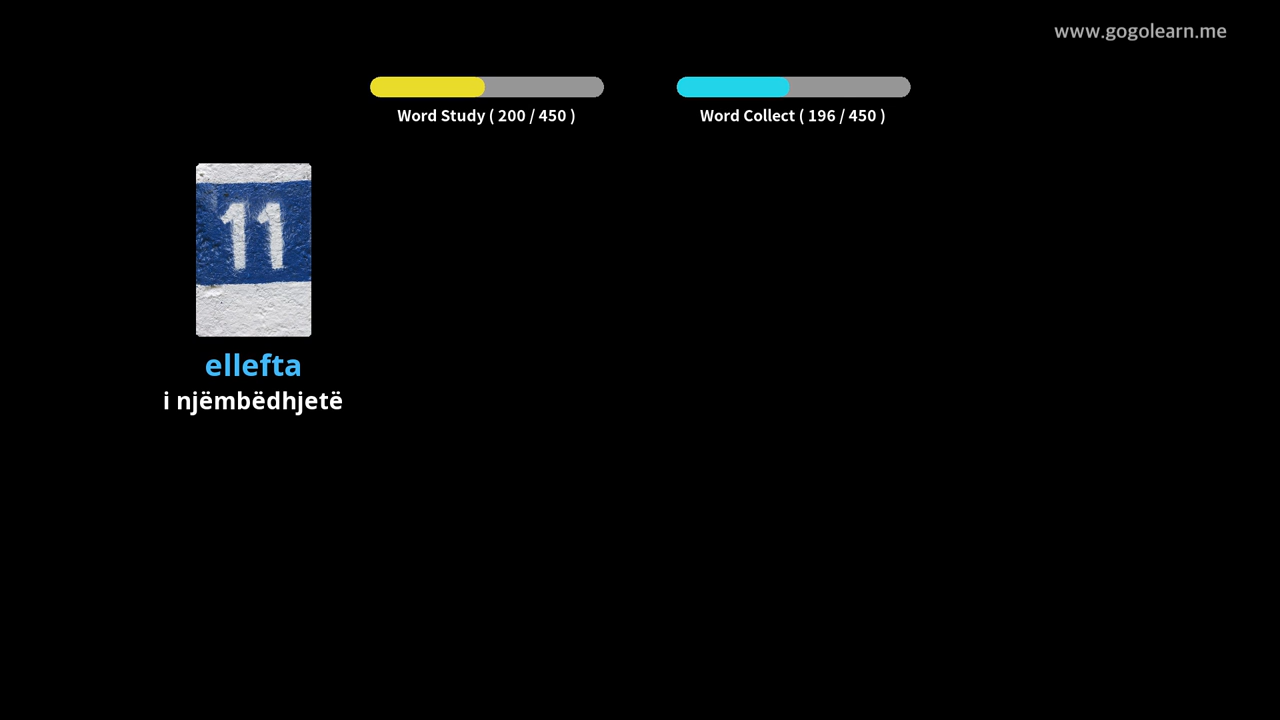 www.gogolearn.me
Word Study ( 200 / 450 )
Word Collect ( 196 / 450 )
11
ellefta
i njëmbëdhjetë